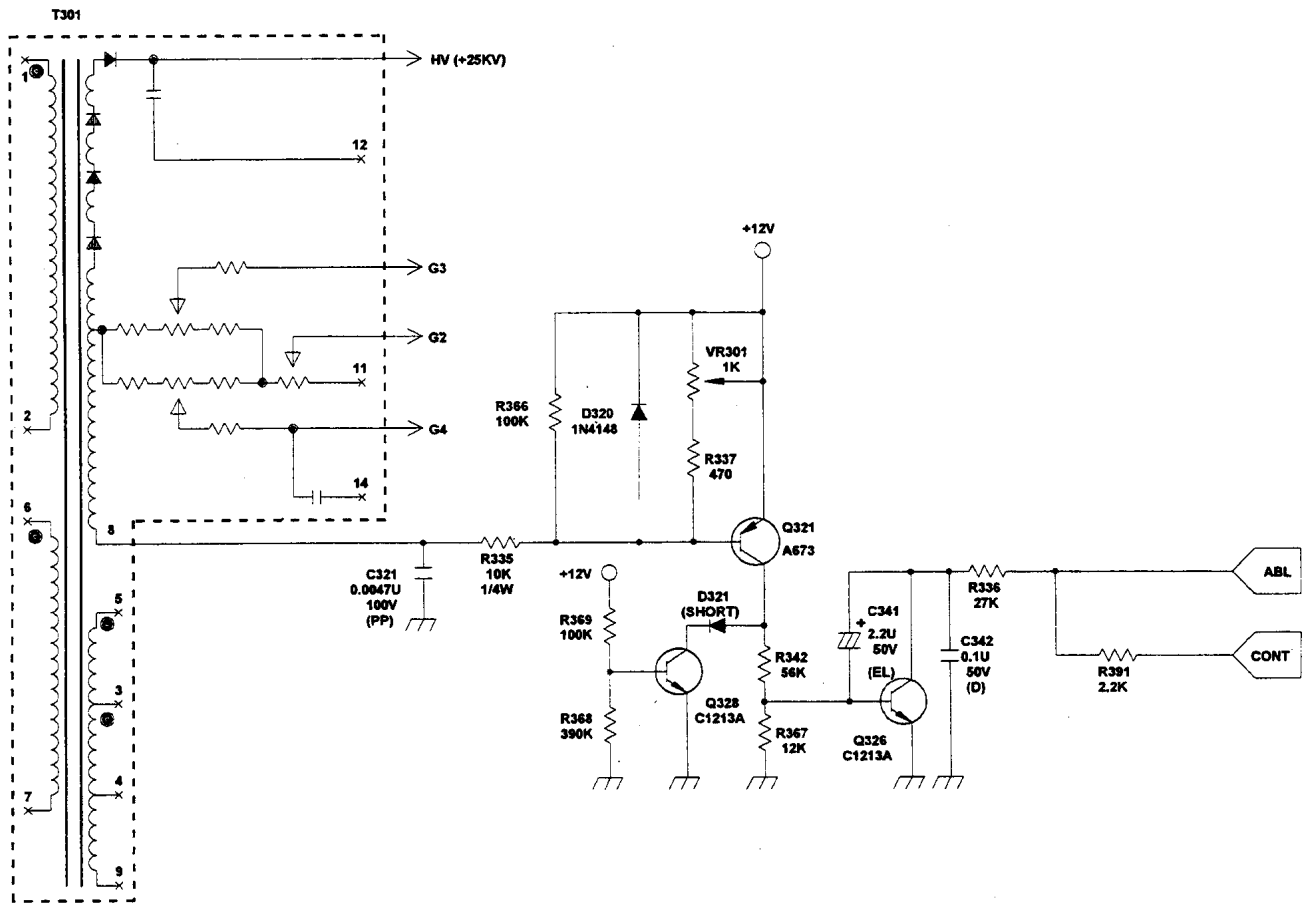 T301
1
HV (+25KV)
12
+12V
G3
G2
VR301
1K
11
R366
100K
D320
1N4148
2
G4
R337
470
14
6
8
Q321
A673
R335
10K
1/4W
C321
0.0047U
100V
(PP)
+12V
ABL
R336
27K
5
D321
(SHORT)
C341
+
2.2U
50V
(EL)
R369
100K
C342
0.1U
50V
(D)
CONT
R342
56K
R391
2.2K
3
Q328
C1213A
R368
390K
R367
12K
Q326
C1213A
4
7
9